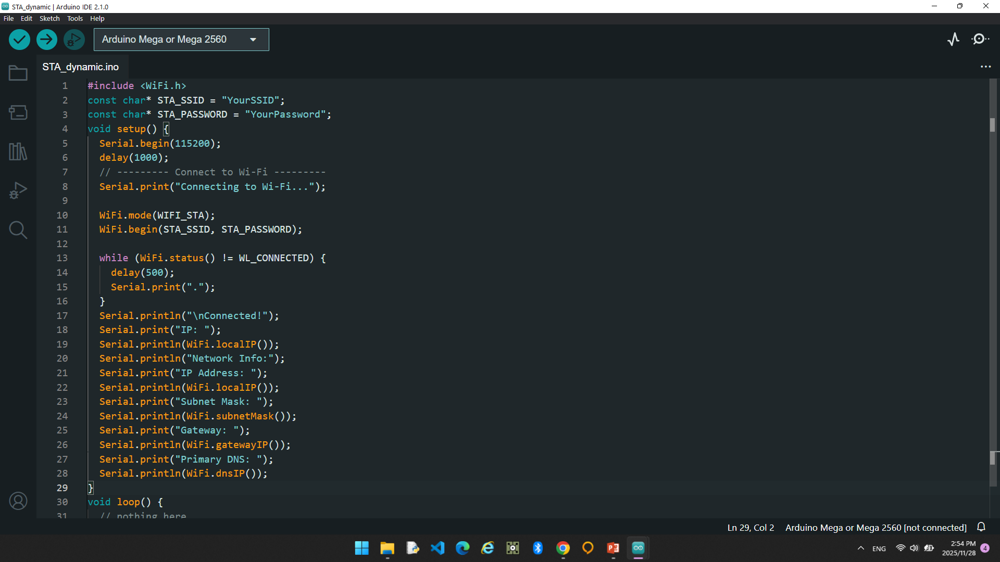 STA_dynamic | Arduino IDE 2.1.0
File Edit Sketch Tools Help
Arduino Mega or Mega 2560
STA_dynamic.ino
1 #include <WiFi.h>
2 const char* STA_SSID = "YourSSID";
3 const char* STA_PASSWORD = "YourPassword";
4 void setup() {
5 Serial.begin(115200);
6 delay(1000);
7 // --------- Connect to Wi-Fi ---------
8 Serial.print("Connecting to Wi-Fi...");
9
10 WiFi.mode(WIFI_STA);
11 WiFi.begin(STA_SSID, STA_PASSWORD);
12
13 while (WiFi.status() != WL_CONNECTED) {
14 delay(500);
15 Serial.print(".");
16 }
17 Serial.println("\nConnected!");
18 Serial.print("IP: ");
19 Serial.println(WiFi.localIP());
20 Serial.println("Network Info:");
21 Serial.print("IP Address: ");
22 Serial.println(WiFi.localIP());
23 Serial.print("Subnet Mask: ");
24 Serial.println(WiFi.subnetMask());
25 Serial.print("Gateway: ");
26 Serial.println(WiFi.gatewayIP());
27 Serial.print("Primary DNS: ");
28 Serial.println(WiFi.dnsIP());
29 }
30 void loop() {
31 // nothing here
Ln 29, Col 2 Arduino Mega or Mega 2560 [not connected]
ENG
2:54 PM
2025/11/28
4